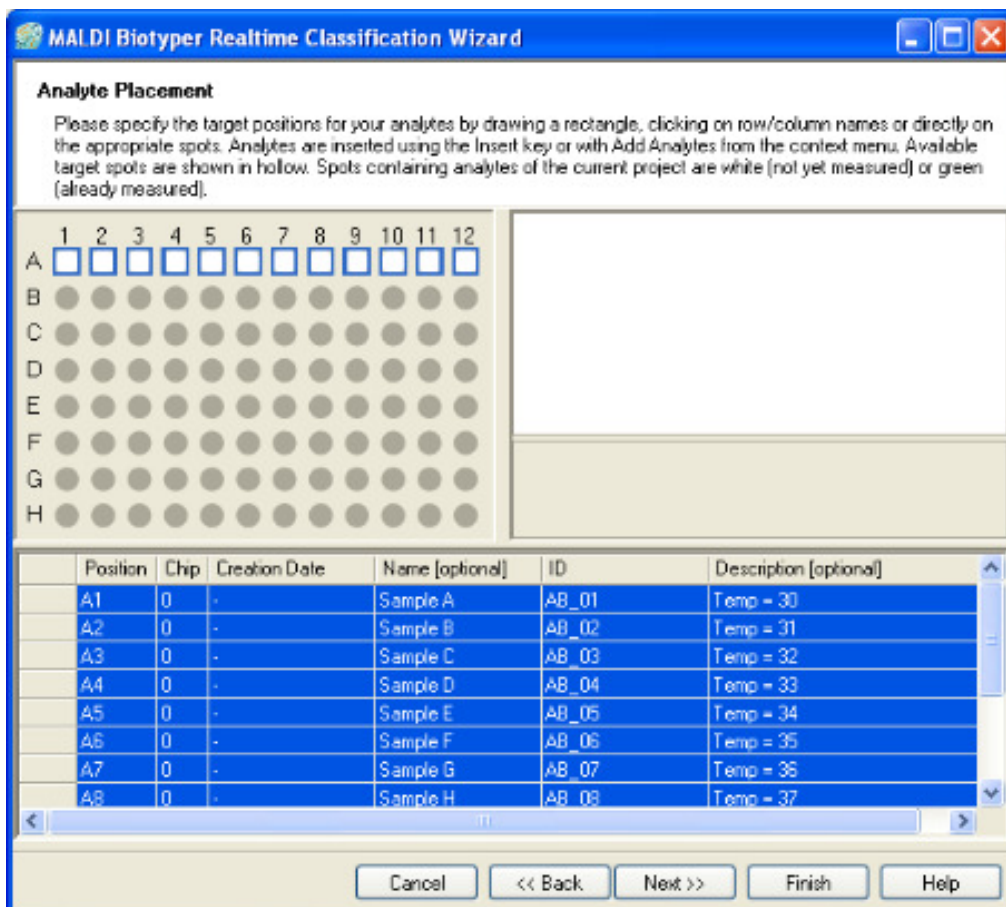 MALDI Biotyper Realtime Classification Wizard
Analyte Placement
Please specify the target positions for your analytes by drawing a rectangle, clicking on row/column names or directly on
the appropriate spots. Analytes are inserted using the Insert key or with Add Analytes from the context menu. Available
target spots are shown in hollow. Spots containing analytes of the current project are white (not yet measured) or green
(already measured).
1 2 3 4 5 6 7 8 9 10 11 12
A
B
C
D
E
F
G
H
Position Chip Creation Date Name [optional] ID Description [optional]
A1 0 - Sample A AB_01 Temp = 30
A2 0 - Sample B AB_02 Temp = 31
A3 0 - Sample C AB_03 Temp = 32
A4 0 - Sample D AB_04 Temp = 33
A5 0 - Sample E AB_05 Temp = 34
A6 0 - Sample F AB_06 Temp = 35
A7 0 - Sample G AB_07 Temp = 36
A8 0 - Sample H AB_08 Temp = 37
Cancel << Back Next >> Finish Help